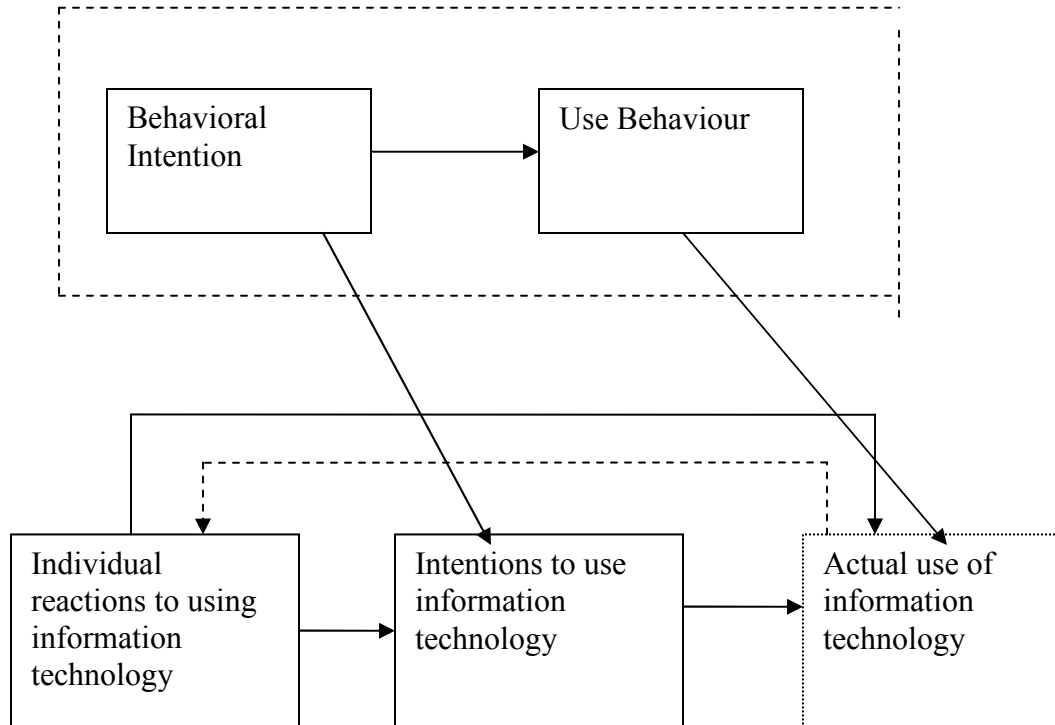 Behavioral
Intention
Use Behaviour
Individual
reactions to using
information
technology
Intentions to use
information
technology
Actual use of
information
technology